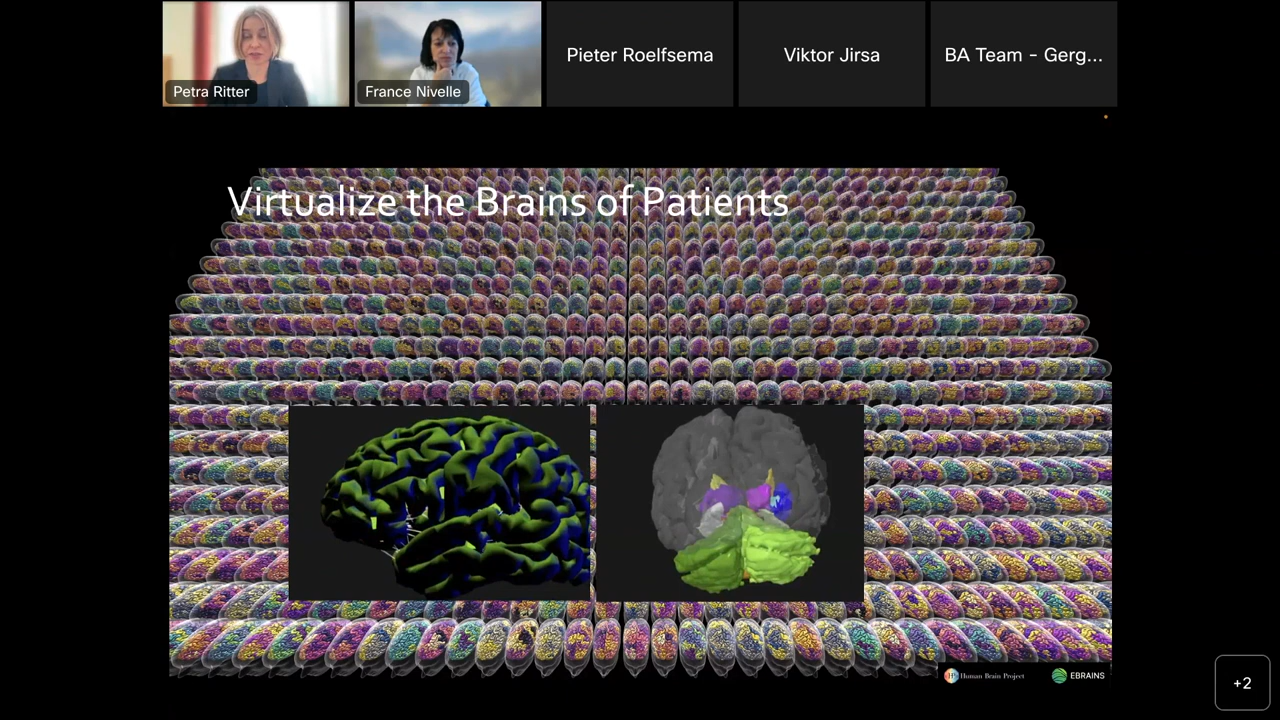 Petra Ritter
France Nivelle
Pieter Roelfsema
Viktor Jirsa
BA Team - Gerg...
Virtualize the Brains of Patients
Human Brain Project
EBRAINS
+2